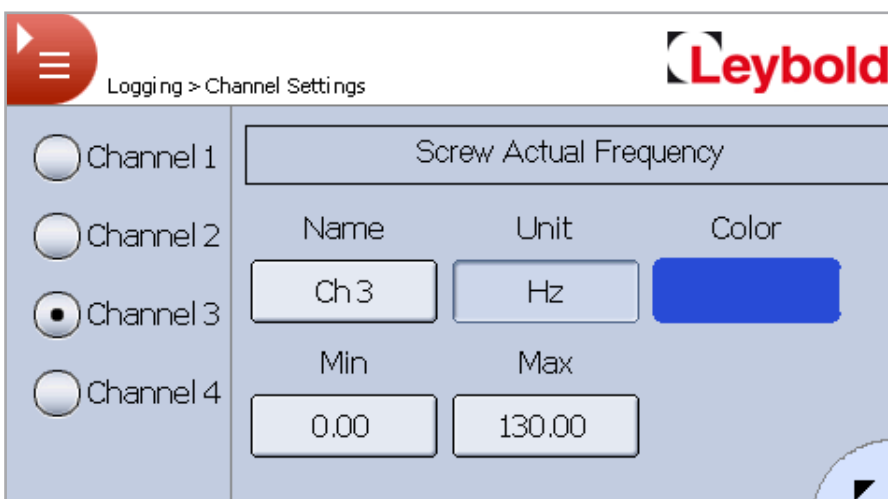 Leybold
Logging > Channel Settings
Channel 1
Channel 2
Channel 3
Channel 4
Screw Actual Frequency
Name Unit Color
Ch 3 Hz
Min Max
0.00 130.00